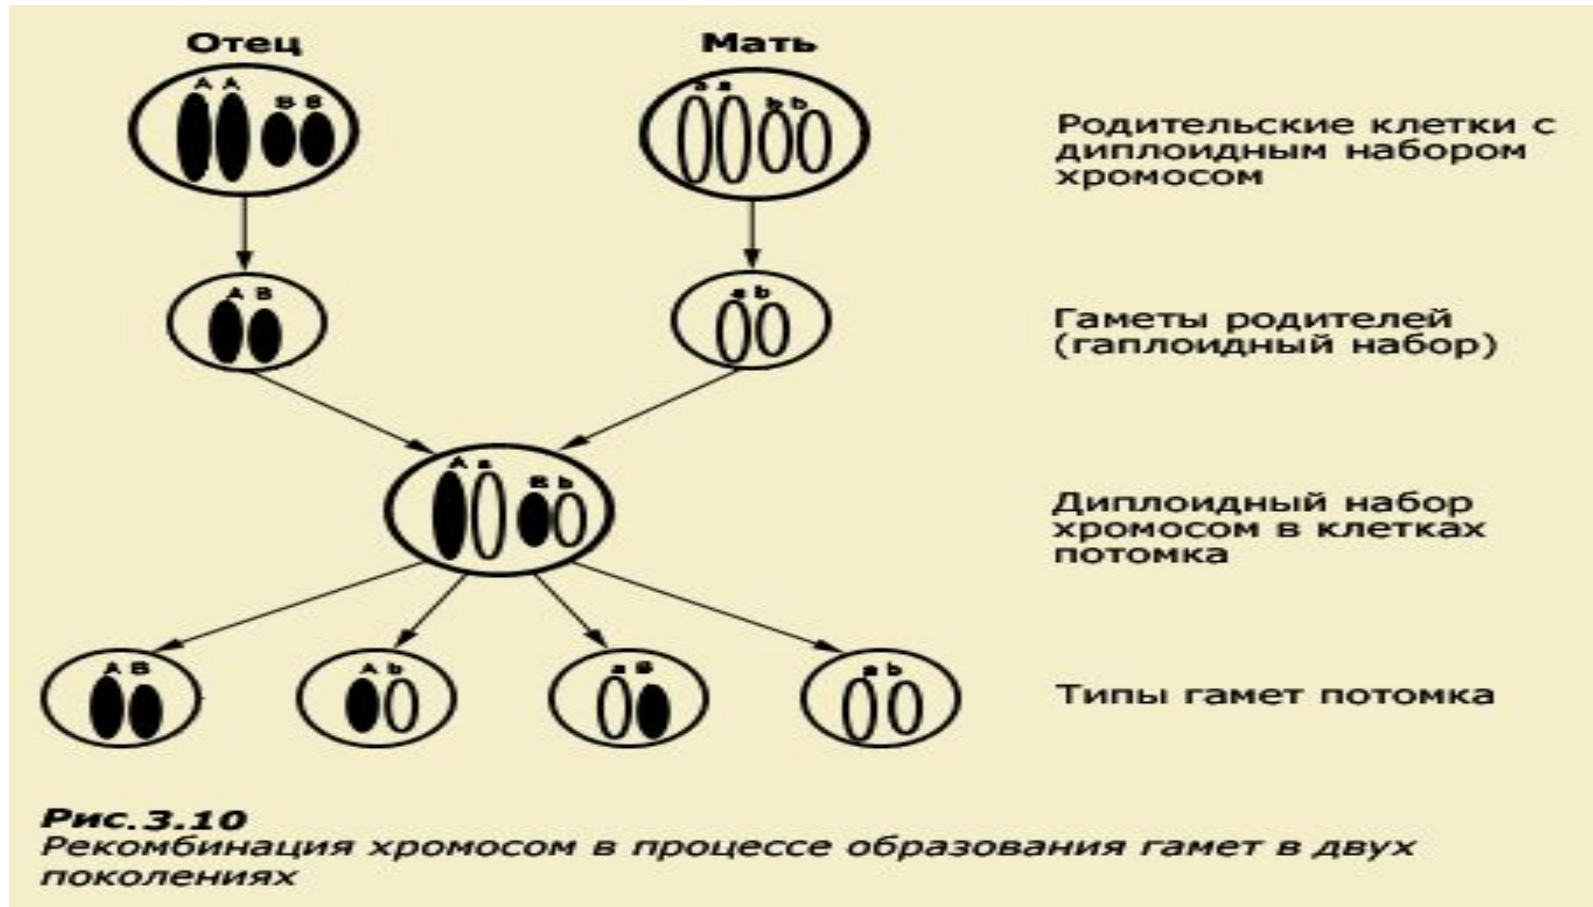 Отец
Мать
A A
B B
a a
b b
Родительские клетки с
диплоидным набором
хромосом
A B
a b
Гаметы родителей
(гаплоидный набор)
A a
B b
Диплоидный набор
хромосом в клетках
потомка
A B
A b
a B
a b
Типы гамет потомка
Рис.3.10
Рекомбинация хромосом в процессе образования гамет в двух
поколениях